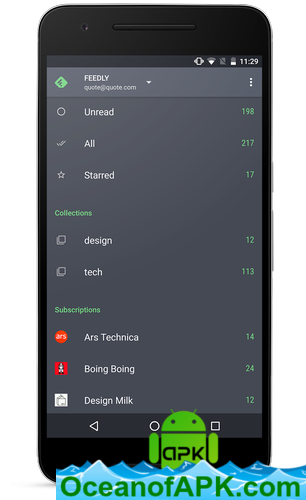 11:29
FEEDLY
quote@quote.com
Unread 198
All 217
Starred 17
Collections
design 12
tech 113
Subscriptions
ars Ars Technica 14
Boing Boing 24
Design Milk 12
APK
OceanofAPK.com